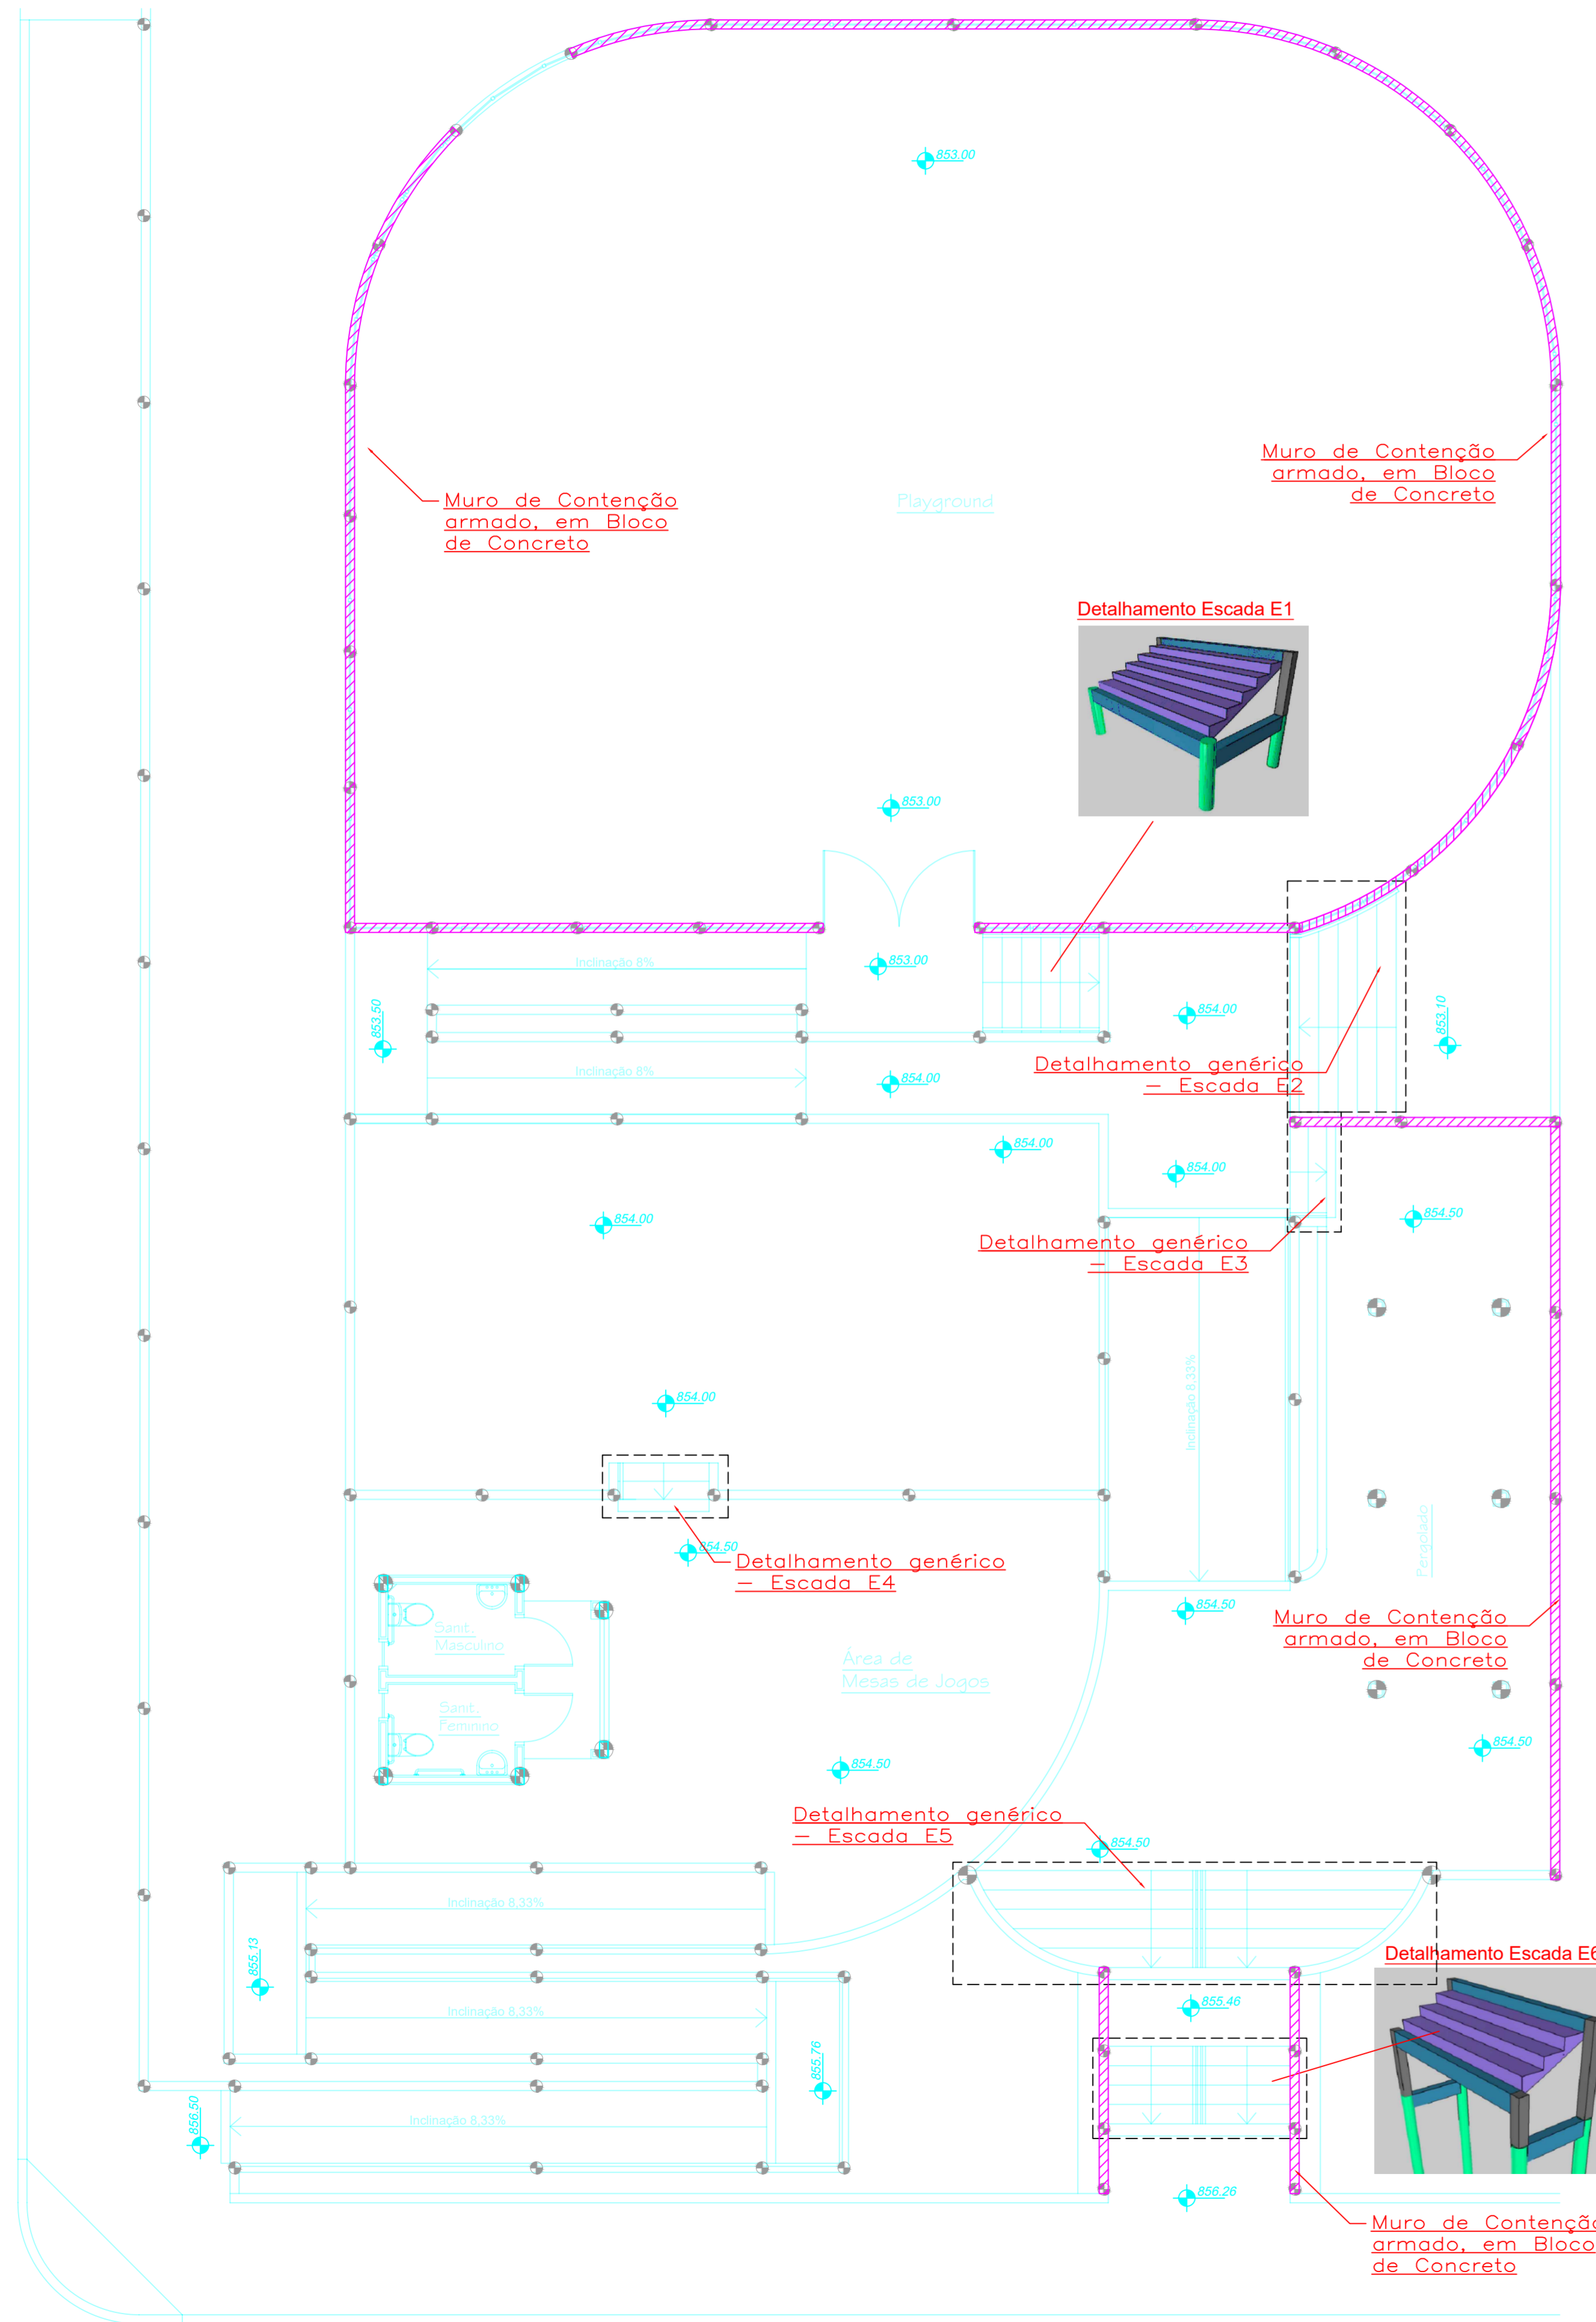 853.00
Muro de Contenção
armado, em Bloco
de Concreto
Muro de Contenção
armado, em Bloco
de Concreto
Playground
Detalhamento Escada E1
853.00
Inclinação 8%
853.00
853.50
854.00
853.10
Detalhamento genérico
– Escada E2
Inclinação 8%
854.00
854.00
854.00
854.00
854.50
Detalhamento genérico
– Escada E3
Inclinação 8.33%
854.00
854.50
Detalhamento genérico
– Escada E4
Pergolado
854.50
Muro de Contenção
armado, em Bloco
de Concreto
Sanit.
Masculino
Área de
Mesas de Jogos
Sanit.
Feminino
854.50
854.50
Detalhamento genérico
– Escada E5
854.50
Inclinação 8,33%
855.13
Detalhamento Escada E6
Inclinação 8,33%
855.46
855.76
856.50
Inclinação 8,33%
856.26
Muro de Contenção
armado, em Bloco
de Concreto